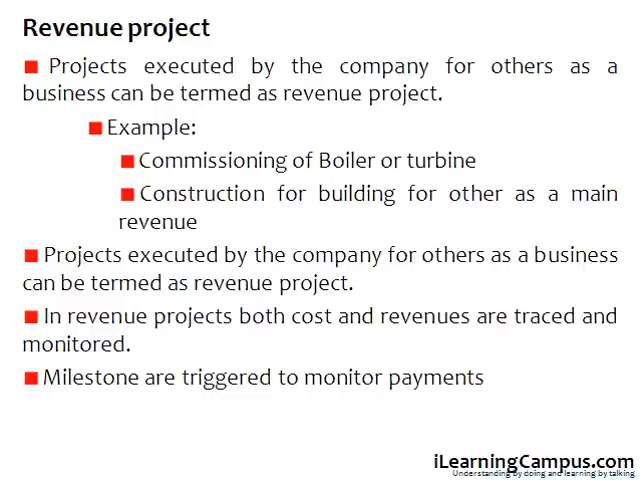 Revenue project
Projects executed by the company for others as a
business can be termed as revenue project.
Example:
Commissioning of Boiler or turbine
Construction for building for other as a main
revenue
Projects executed by the company for others as a business
can be termed as revenue project.
In revenue projects both cost and revenues are traced and
monitored.
Milestone are triggered to monitor payments
iLearningCampus.com
Understanding by doing and learning by talking